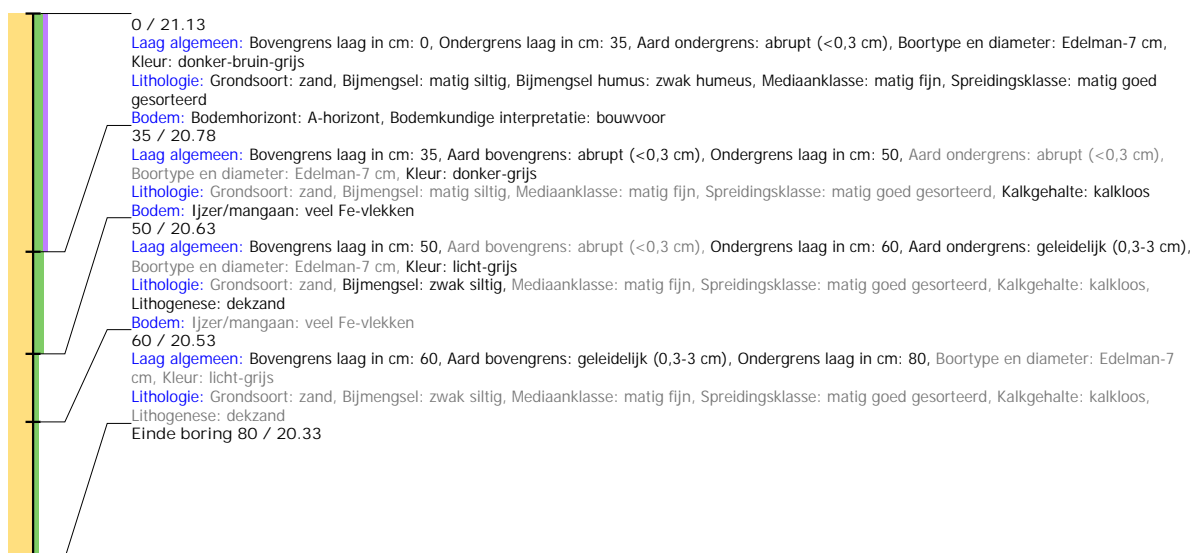 0 / 21.13
Laag algemeen: Bovengrens laag in cm: 0, Ondergrens laag in cm: 35, Aard ondergrens: abrupt (<0,3 cm), Boortype en diameter: Edelman-7 cm,
Kleur: donker-bruin-grijs
Lithologie: Grondsoort: zand, Bijmengsel: matig siltig, Bijmengsel humus: zwak humeus, Mediaanklasse: matig fijn, Spreidingsklasse: matig goed
gesorteerd
Bodem: Bodemhorizont: A-horizont, Bodemkundige interpretatie: bouwvoor
35 / 20.78
Laag algemeen: Bovengrens laag in cm: 35, Aard bovengrens: abrupt (<0,3 cm), Ondergrens laag in cm: 50, Aard ondergrens: abrupt (<0,3 cm),
Boortype en diameter: Edelman-7 cm, Kleur: donker-grijs
Lithologie: Grondsoort: zand, Bijmengsel: matig siltig, Mediaanklasse: matig fijn, Spreidingsklasse: matig goed gesorteerd, Kalkgehalte: kalkloos
Bodem: Ijzer/mangaan: veel Fe-vlekken
50 / 20.63
Laag algemeen: Bovengrens laag in cm: 50, Aard bovengrens: abrupt (<0,3 cm), Ondergrens laag in cm: 60, Aard ondergrens: geleidelijk (0,3-3 cm),
Boortype en diameter: Edelman-7 cm, Kleur: licht-grijs
Lithologie: Grondsoort: zand, Bijmengsel: zwak siltig, Mediaanklasse: matig fijn, Spreidingsklasse: matig goed gesorteerd, Kalkgehalte: kalkloos,
Lithogenese: dekzand
Bodem: Ijzer/mangaan: veel Fe-vlekken
60 / 20.53
Laag algemeen: Bovengrens laag in cm: 60, Aard bovengrens: geleidelijk (0,3-3 cm), Ondergrens laag in cm: 80, Boortype en diameter: Edelman-7
cm, Kleur: licht-grijs
Lithologie: Grondsoort: zand, Bijmengsel: zwak siltig, Mediaanklasse: matig fijn, Spreidingsklasse: matig goed gesorteerd, Kalkgehalte: kalkloos,
Lithogenese: dekzand
Einde boring 80 / 20.33